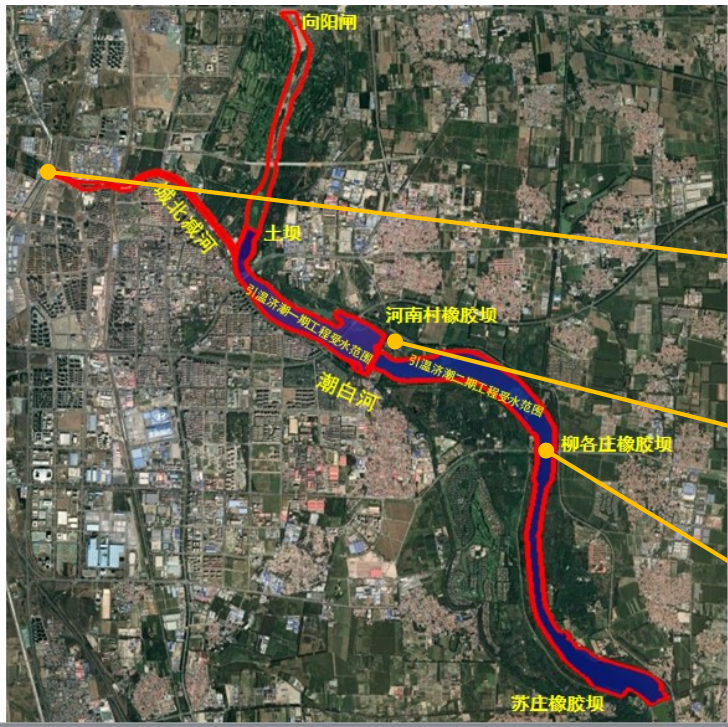 向阳闸
城北减河
土坝
引温济潮一期工程受水范围
河南村橡胶坝
引温济潮二期工程受水范围
潮白河
柳各庄橡胶坝
苏庄橡胶坝